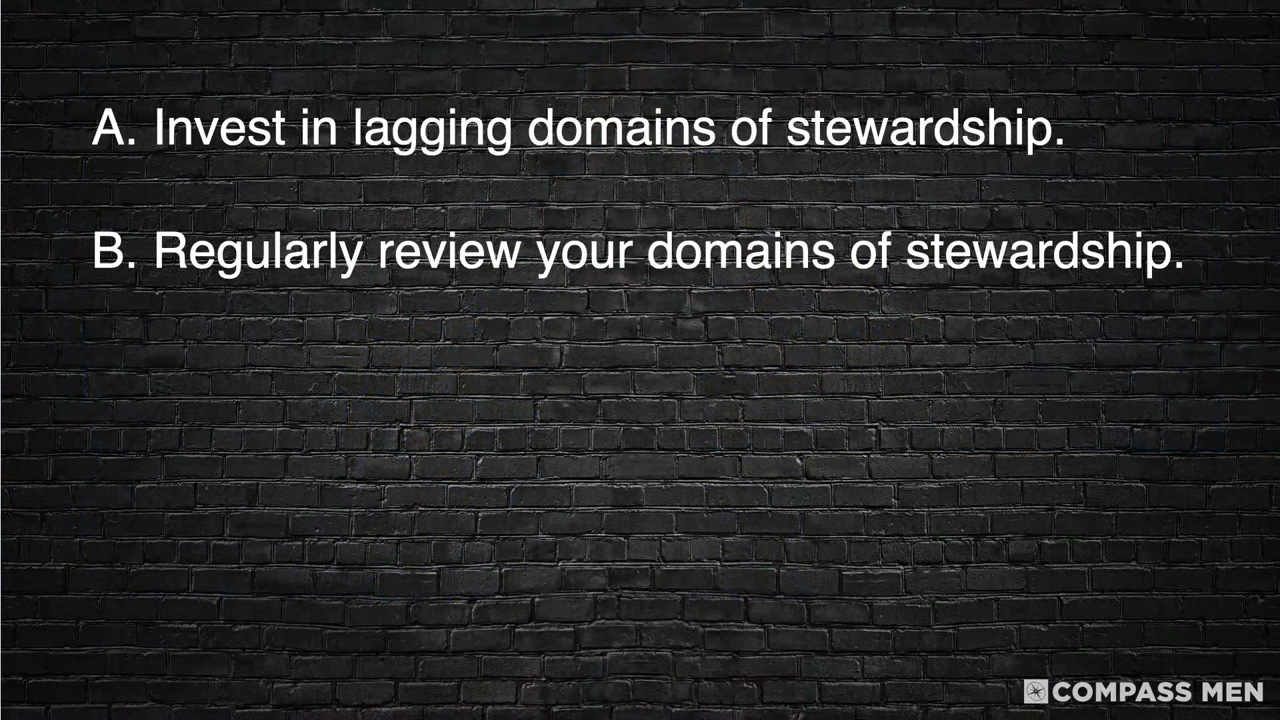 A. Invest in lagging domains of stewardship.
B. Regularly review your domains of stewardship.
COMPASS MEN